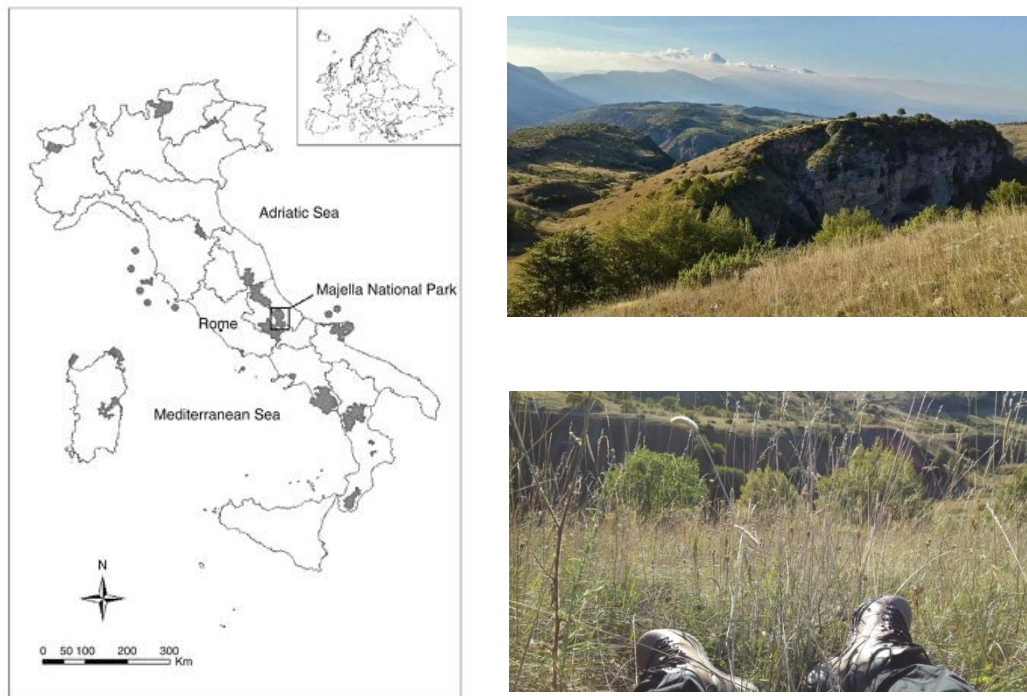 Adriatic Sea
Majella National Park
Rome
Mediterranean Sea
N
0 50 100 200 300
Km